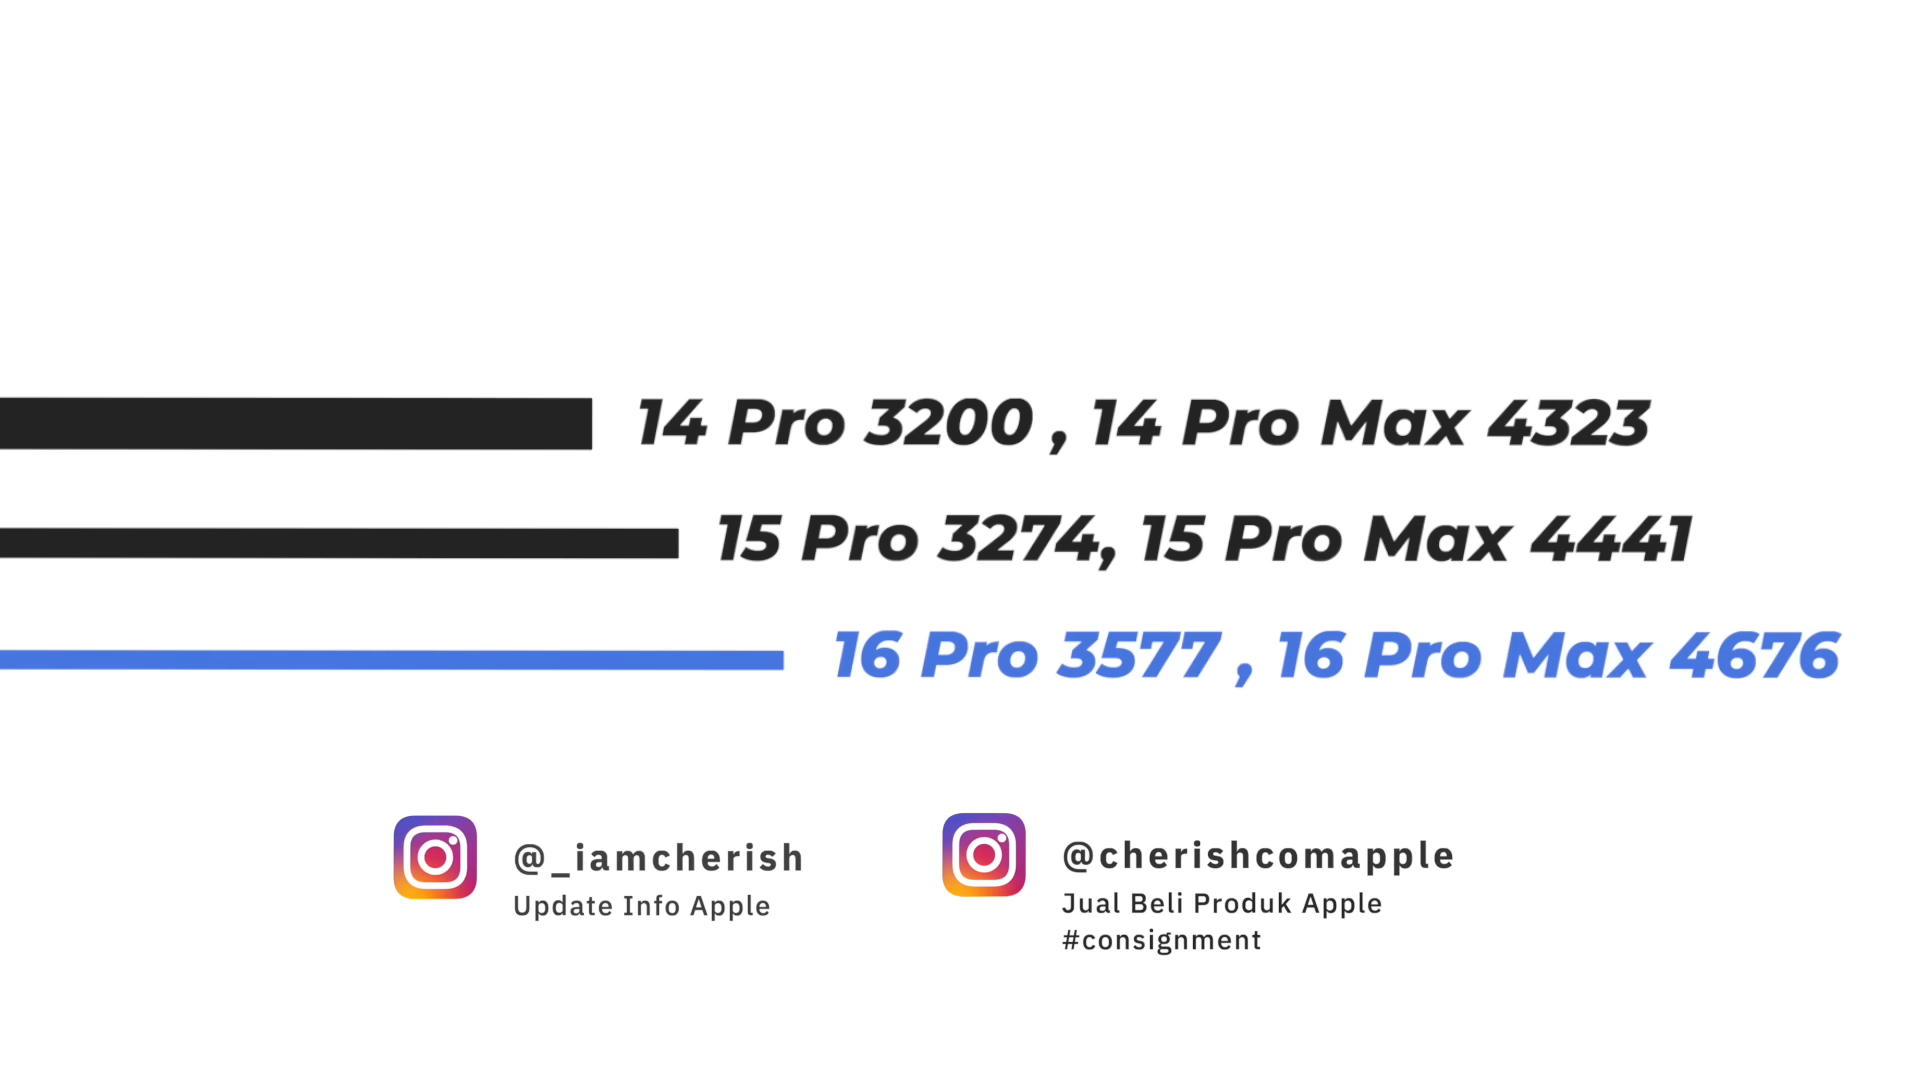 14 Pro 3200 , 14 Pro Max 4323
15 Pro 3274, 15 Pro Max 4441
16 Pro 3577 , 16 Pro Max 4676
@_iamcherish
Update Info Apple
@cherishcomapple
Jual Beli Produk Apple
#consignment